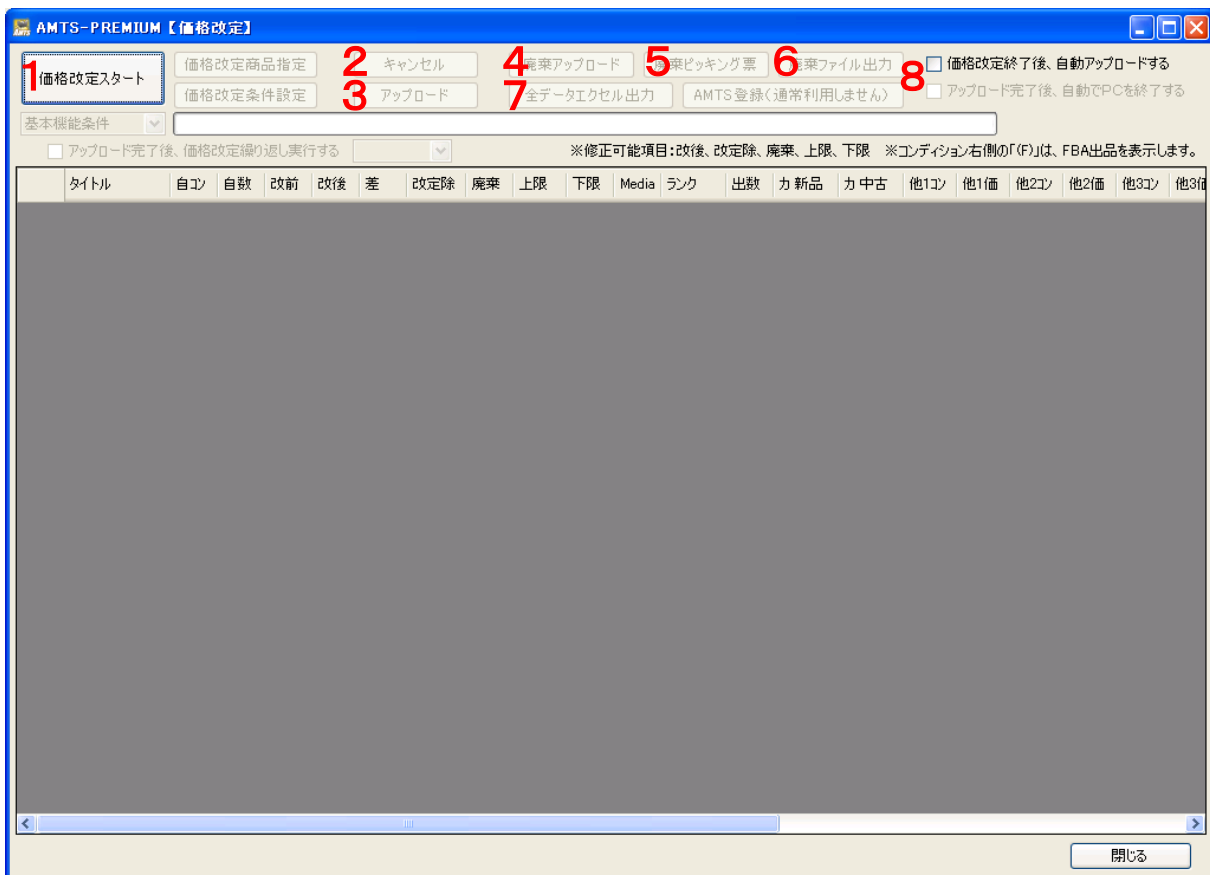 AMTS-PREMIUM【価格改定】
1 価格改定スタート 価格改定商品指定 2 キャンセル 4 廃棄アップロード 5 廃棄ピッキング票 6 廃棄ファイル出力 8 価格改定終了後、自動アップロードする
価格改定条件設定 3 アップロード 7 全データエクセル出力 AMTS登録(通常利用しません) アップロード完了後、自動でPCを終了する
基本機能条件
アップロード完了後、価格改定繰り返し実行する ※修正可能項目:改後、改定除、廃棄、上限、下限 ※コンディション右側の「(F)」は、FBA出品を表示します。
タイトル 自コン 自数 改前 改後 差 改定除 廃棄 上限 下限 Media ランク 出数 カ新品 カ中古 他1コン 他1価 他2コン 他2価 他3コン 他3価
閉じる